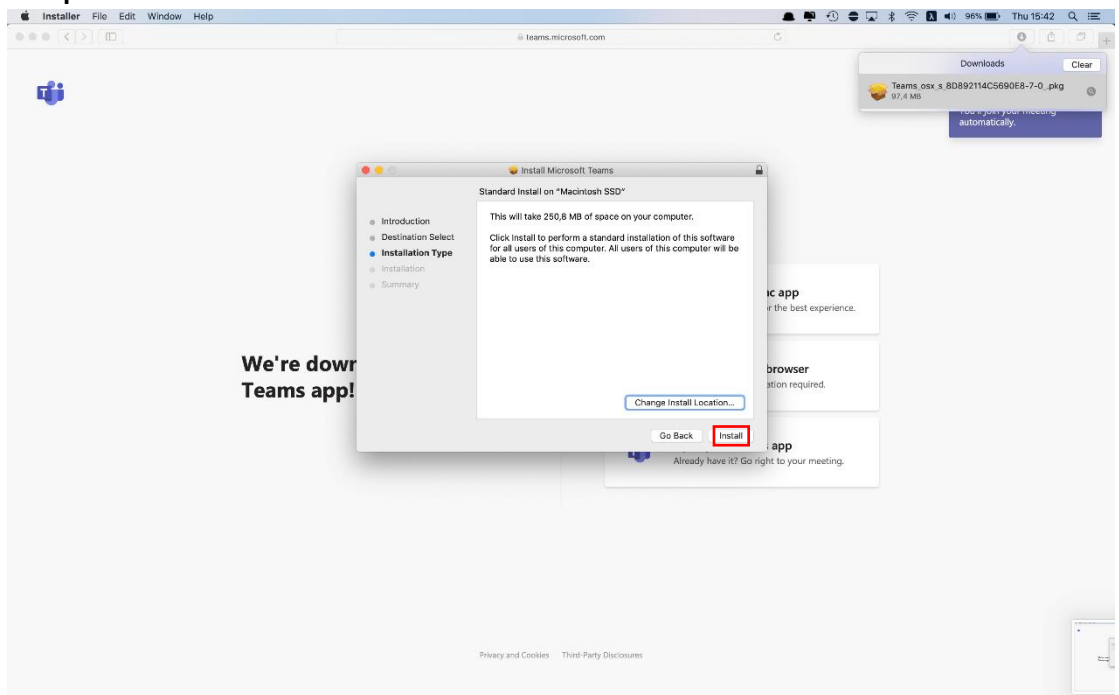 Installer File Edit Window Help 96% Thu 15:42
teams.microsoft.com
Downloads Clear
Teams_osx_s_8D892114C5690E8-7-0_.pkg
97,4 MB
automatically.
Install Microsoft Teams
Standard Install on “Macintosh SSD”
Introduction
Destination Select
Installation Type
Installation
Summary
This will take 250,8 MB of space on your computer.
Click Install to perform a standard installation of this software
for all users of this computer. All users of this computer will be
able to use this software.
Change Install Location...
Go Back Install
We're down
Teams app!
app
the best experience.
browser
required.
app
Already have it? Go right to your meeting.
Privacy and Cookies Third-Party Disclosures